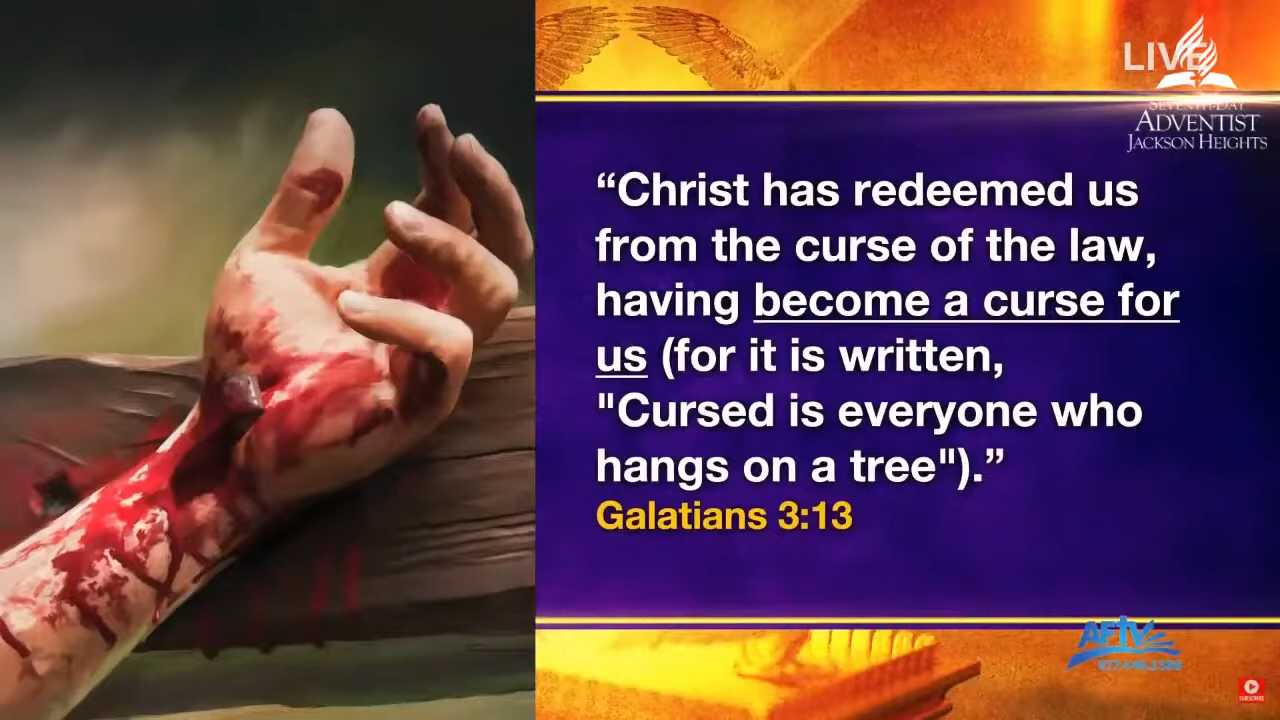 LIVE
SEVENTH-DAY
ADVENTIST
JACKSON HEIGHTS
“Christ has redeemed us
from the curse of the law,
having become a curse for
us (for it is written,
"Cursed is everyone who
hangs on a tree").”
Galatians 3:13
AFTV
SUBSCRIBE